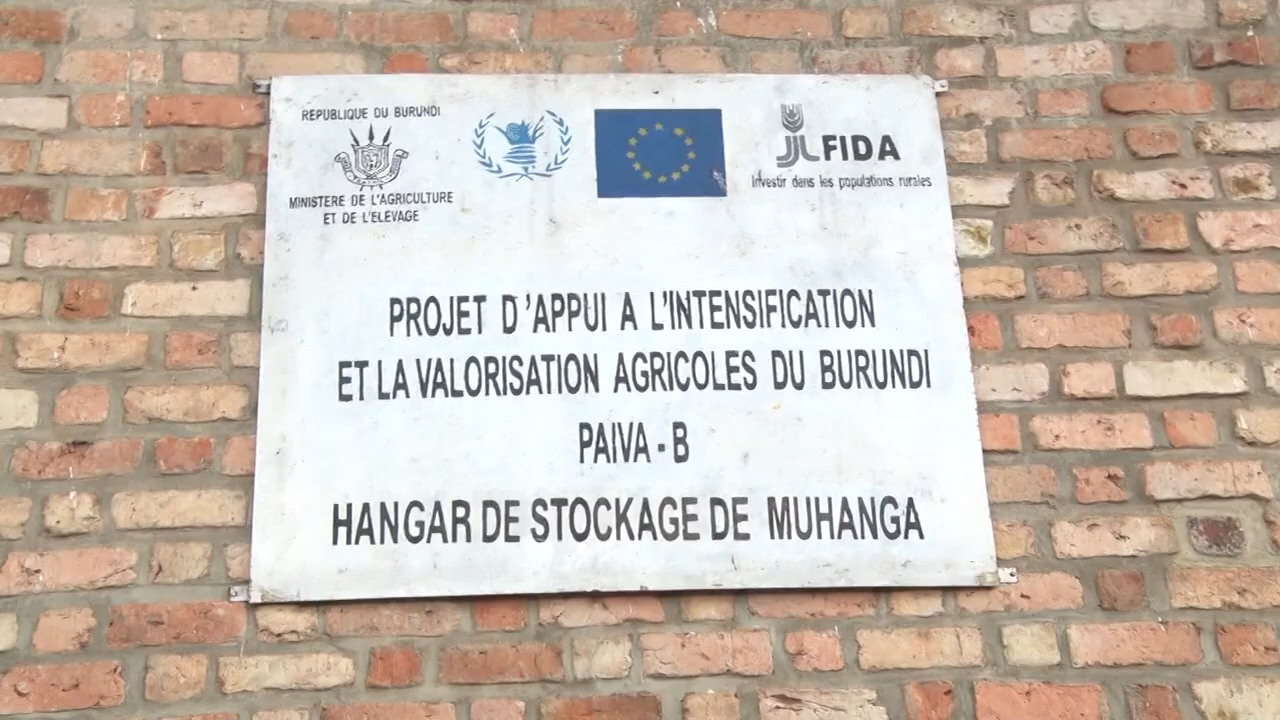 REPUBLIQUE DU BURUNDI
MINISTERE DE L'AGRICULTURE
ET DE L'ELEVAGE
FIDA
Investir dans les populations rurales
PROJET D'APPUI A L'INTENSIFICATION
ET LA VALORISATION AGRICOLES DU BURUNDI
PAIVA - B
HANGAR DE STOCKAGE DE MUHANGA